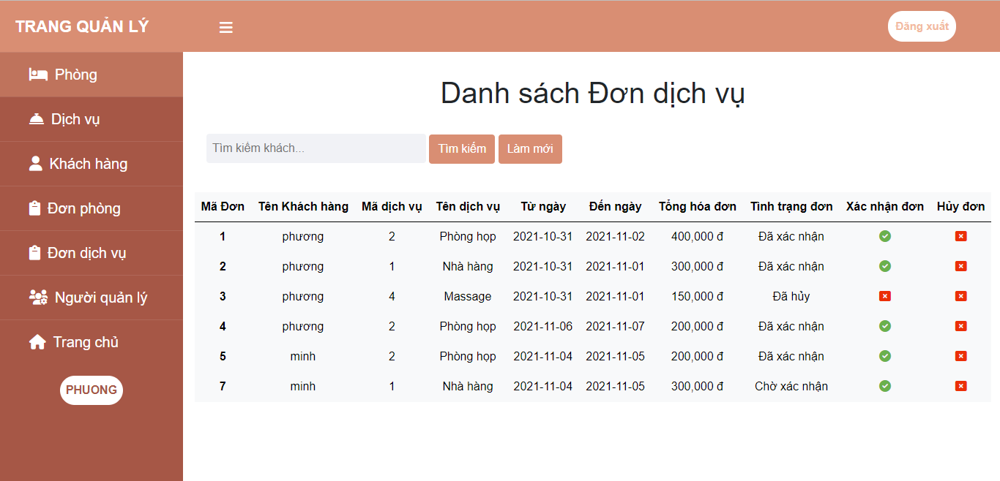 TRANG QUẢN LÝ
Đăng xuất
Phòng
Dịch vụ
Khách hàng
Đơn phòng
Đơn dịch vụ
Người quản lý
Trang chủ
PHUONG
Danh sách Đơn dịch vụ
Tìm kiếm khách...
Tìm kiếm
Làm mới
Mã Đơn Tên Khách hàng Mã dịch vụ Tên dịch vụ Từ ngày Đến ngày Tổng hóa đơn Tình trạng đơn Xác nhận đơn Hủy đơn
1 phương 2 Phòng họp 2021-10-31 2021-11-02 400,000 đ Đã xác nhận
2 phương 1 Nhà hàng 2021-10-31 2021-11-01 300,000 đ Đã xác nhận
3 phương 4 Massage 2021-10-31 2021-11-01 150,000 đ Đã hủy
4 phương 2 Phòng họp 2021-11-06 2021-11-07 200,000 đ Đã xác nhận
5 minh 2 Phòng họp 2021-11-04 2021-11-05 200,000 đ Đã xác nhận
7 minh 1 Nhà hàng 2021-11-04 2021-11-05 300,000 đ Chờ xác nhận